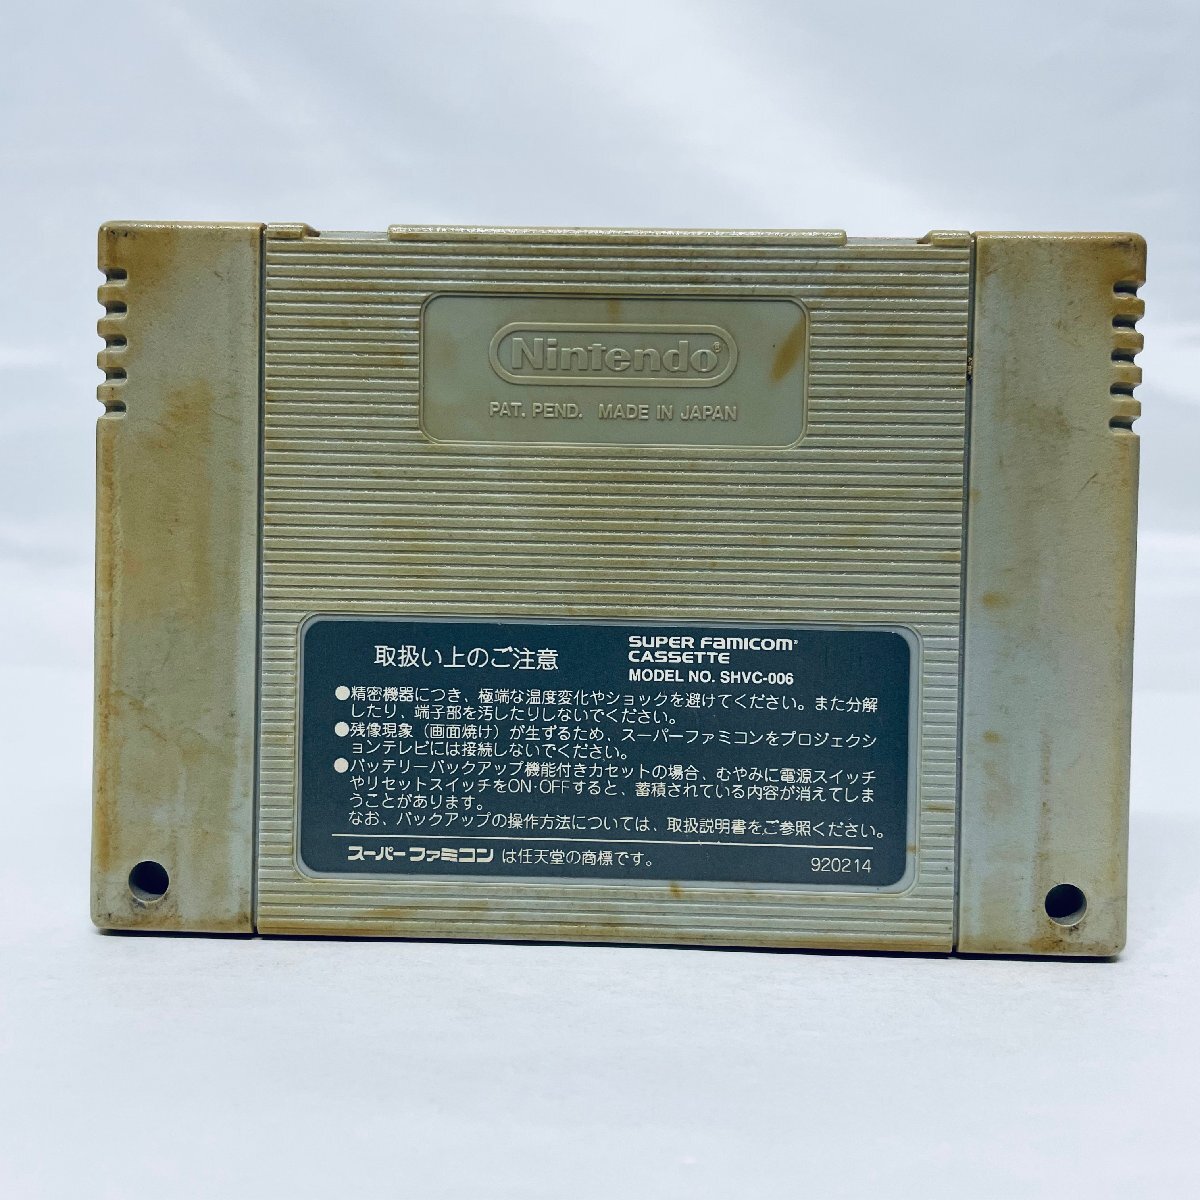 Nintendo®
PAT. PEND. MADE IN JAPAN
取扱い上のご注意
SUPER FAMICOM®
CASSETTE
MODEL NO. SHVC-006
●精密機器につき、極端な温度変化やショックを避けてください。また分解
したり、端子部を汚したりしないでください。
●残像現象（画面焼け）が生ずるため、スーパーファミコンをプロジェクシ
ョンテレビには接続しないでください。
●バッテリーバックアップ機能付きカセットの場合、むやみに電源スイッチ
やリセットスイッチをON・OFFすると、蓄積されている内容が消えてしま
うことがあります。
なお、バックアップの操作方法については、取扱説明書をご参照ください。
スーパーファミコン は任天堂の商標です。
920214